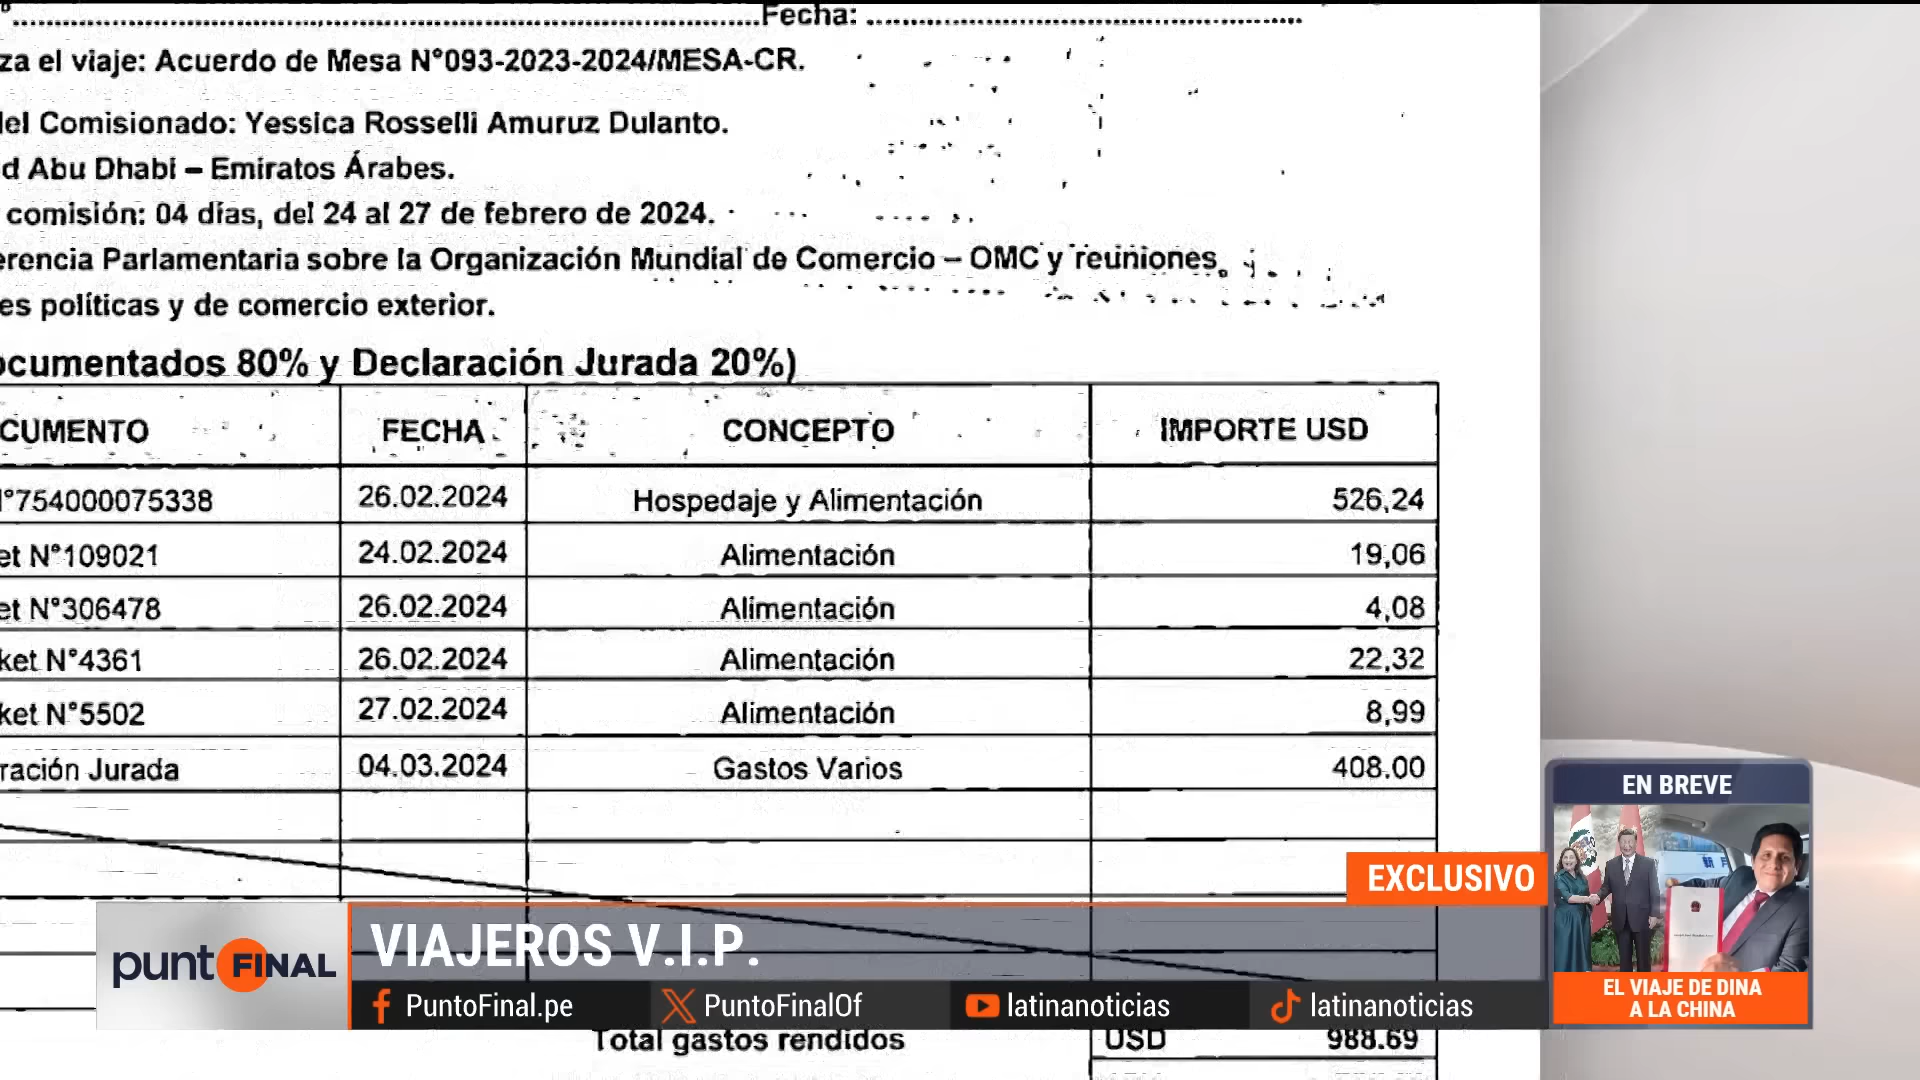 Fecha:
za el viaje: Acuerdo de Mesa N°093-2023-2024/MESA-CR.
del Comisionado: Yessica Rosselli Amuruz Dulanto.
d Abu Dhabi – Emiratos Árabes.
comisión: 04 días, del 24 al 27 de febrero de 2024.
erencia Parlamentaria sobre la Organización Mundial de Comercio – OMC y reuniones
es políticas y de comercio exterior.
ocumentados 80% y Declaración Jurada 20%)
CUMENTO FECHA CONCEPTO IMPORTE USD
N°754000075338 26.02.2024 Hospedaje y Alimentación 526,24
et N°109021 24.02.2024 Alimentación 19,06
et N°306478 26.02.2024 Alimentación 4,08
ket N°4361 26.02.2024 Alimentación 22,32
ket N°5502 27.02.2024 Alimentación 8,99
ración Jurada 04.03.2024 Gastos Varios 408.00
EN BREVE
EXCLUSIVO
punto FINAL
VIAJEROS V.I.P.
PuntoFinal.pe PuntoFinalOf latinanoticias latinanoticias
EL VIAJE DE DINA
A LA CHINA
Total gastos rendidos USD 988.69